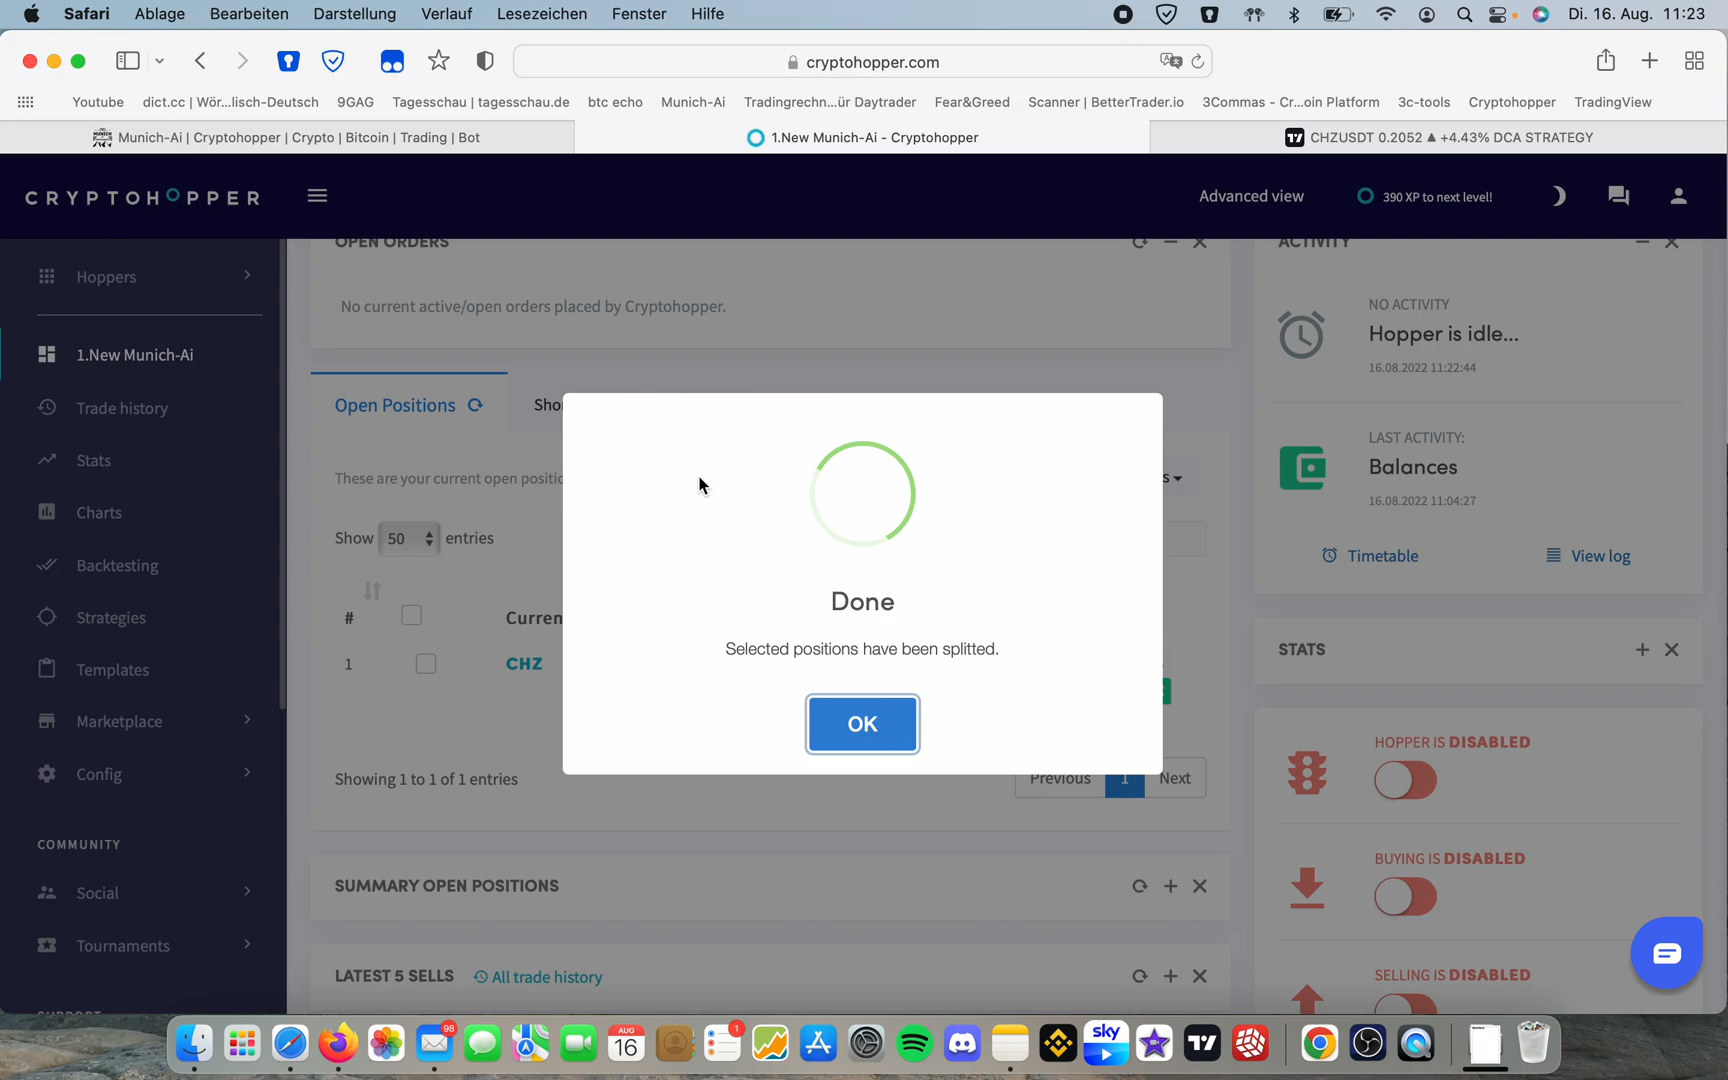 Safari Ablage Bearbeiten Darstellung Verlauf Lesezeichen Fenster Hilfe Di. 16. Aug. 11:23
cryptohopper.com
Youtube dict.cc | Wör...lisch-Deutsch 9GAG Tagesschau | tagesschau.de btc echo Munich-Ai Tradingrechn...ür Daytrader Fear&Greed Scanner | BetterTrader.io 3Commas - Cr...oin Platform 3c-tools Cryptohopper TradingView
Munich-Ai | Cryptohopper | Crypto | Bitcoin | Trading | Bot 1.New Munich-Ai - Cryptohopper CHZUSDT 0.2052 ▲ +4.43% DCA STRATEGY
CRYPTOHOPPER Advanced view 390 XP to next level!
OPEN ORDERS ACTIVITY
Hoppers
No current active/open orders placed by Cryptohopper.
NO ACTIVITY
Hopper is idle...
16.08.2022 11:22:44
1.New Munich-Ai
Trade history
Stats
Charts
Backtesting
Strategies
Templates
Marketplace
Config
COMMUNITY
Social
Tournaments
Open Positions Sho
These are your current open positic s
Show 50 entries
# Curren
1 CHZ
Showing 1 to 1 of 1 entries Previous 1 Next
Done
Selected positions have been splitted.
OK
SUMMARY OPEN POSITIONS
LATEST 5 SELLS All trade history
LAST ACTIVITY:
Balances
16.08.2022 11:04:27
Timetable View log
STATS
HOPPER IS DISABLED
BUYING IS DISABLED
SELLING IS DISABLED
98
AUG
16
1
sky